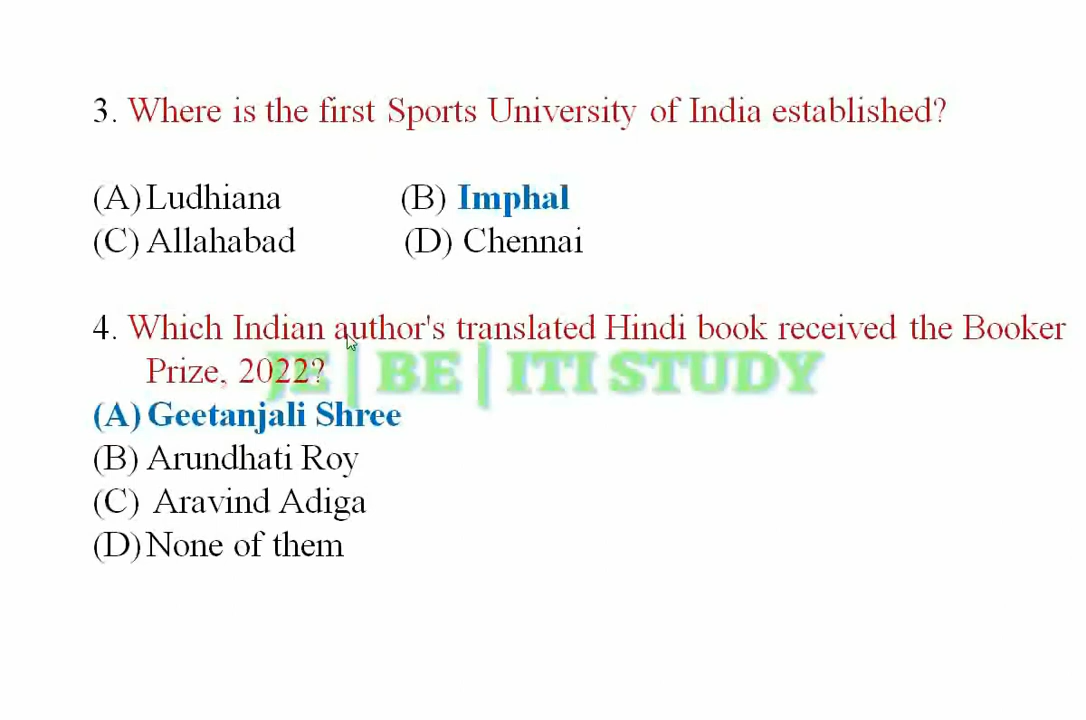 3. Where is the first Sports University of India established?
(A) Ludhiana (B) Imphal
(C) Allahabad (D) Chennai
4. Which Indian author's translated Hindi book received the Booker
Prize, 2022?
JE | BE | ITI STUDY
(A) Geetanjali Shree
(B) Arundhati Roy
(C) Aravind Adiga
(D) None of them